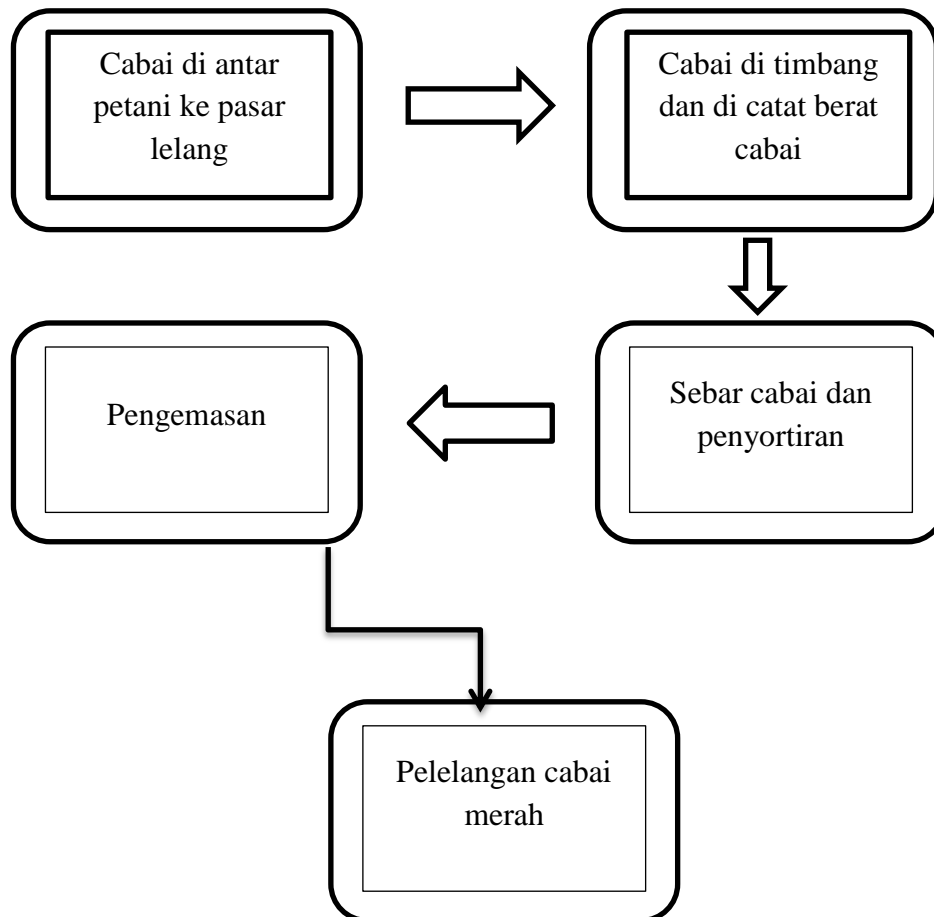 Cabai di antar
petani ke pasar
lelang
Cabai di timbang
dan di catat berat
cabai
Sebar cabai dan
penyortiran
Pengemasan
Pelelangan cabai
merah